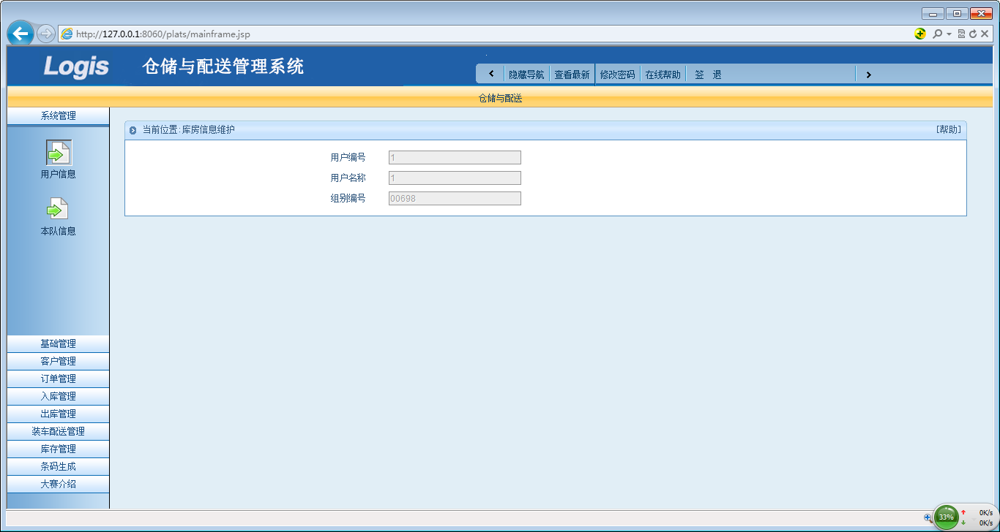 http://127.0.0.1:8060/plats/mainframe.jsp
Logis 仓储与配送管理系统
隐藏导航 查看最新 修改密码 在线帮助 签 退
仓储与配送
系统管理
用户信息
本队信息
基础管理
客户管理
订单管理
入库管理
出库管理
装车配送管理
库存管理
条码生成
大赛介绍
当前位置:库房信息维护 [帮助]
用户编号 1
用户名称 1
组别编号 00698
33%
0K/s
0K/s